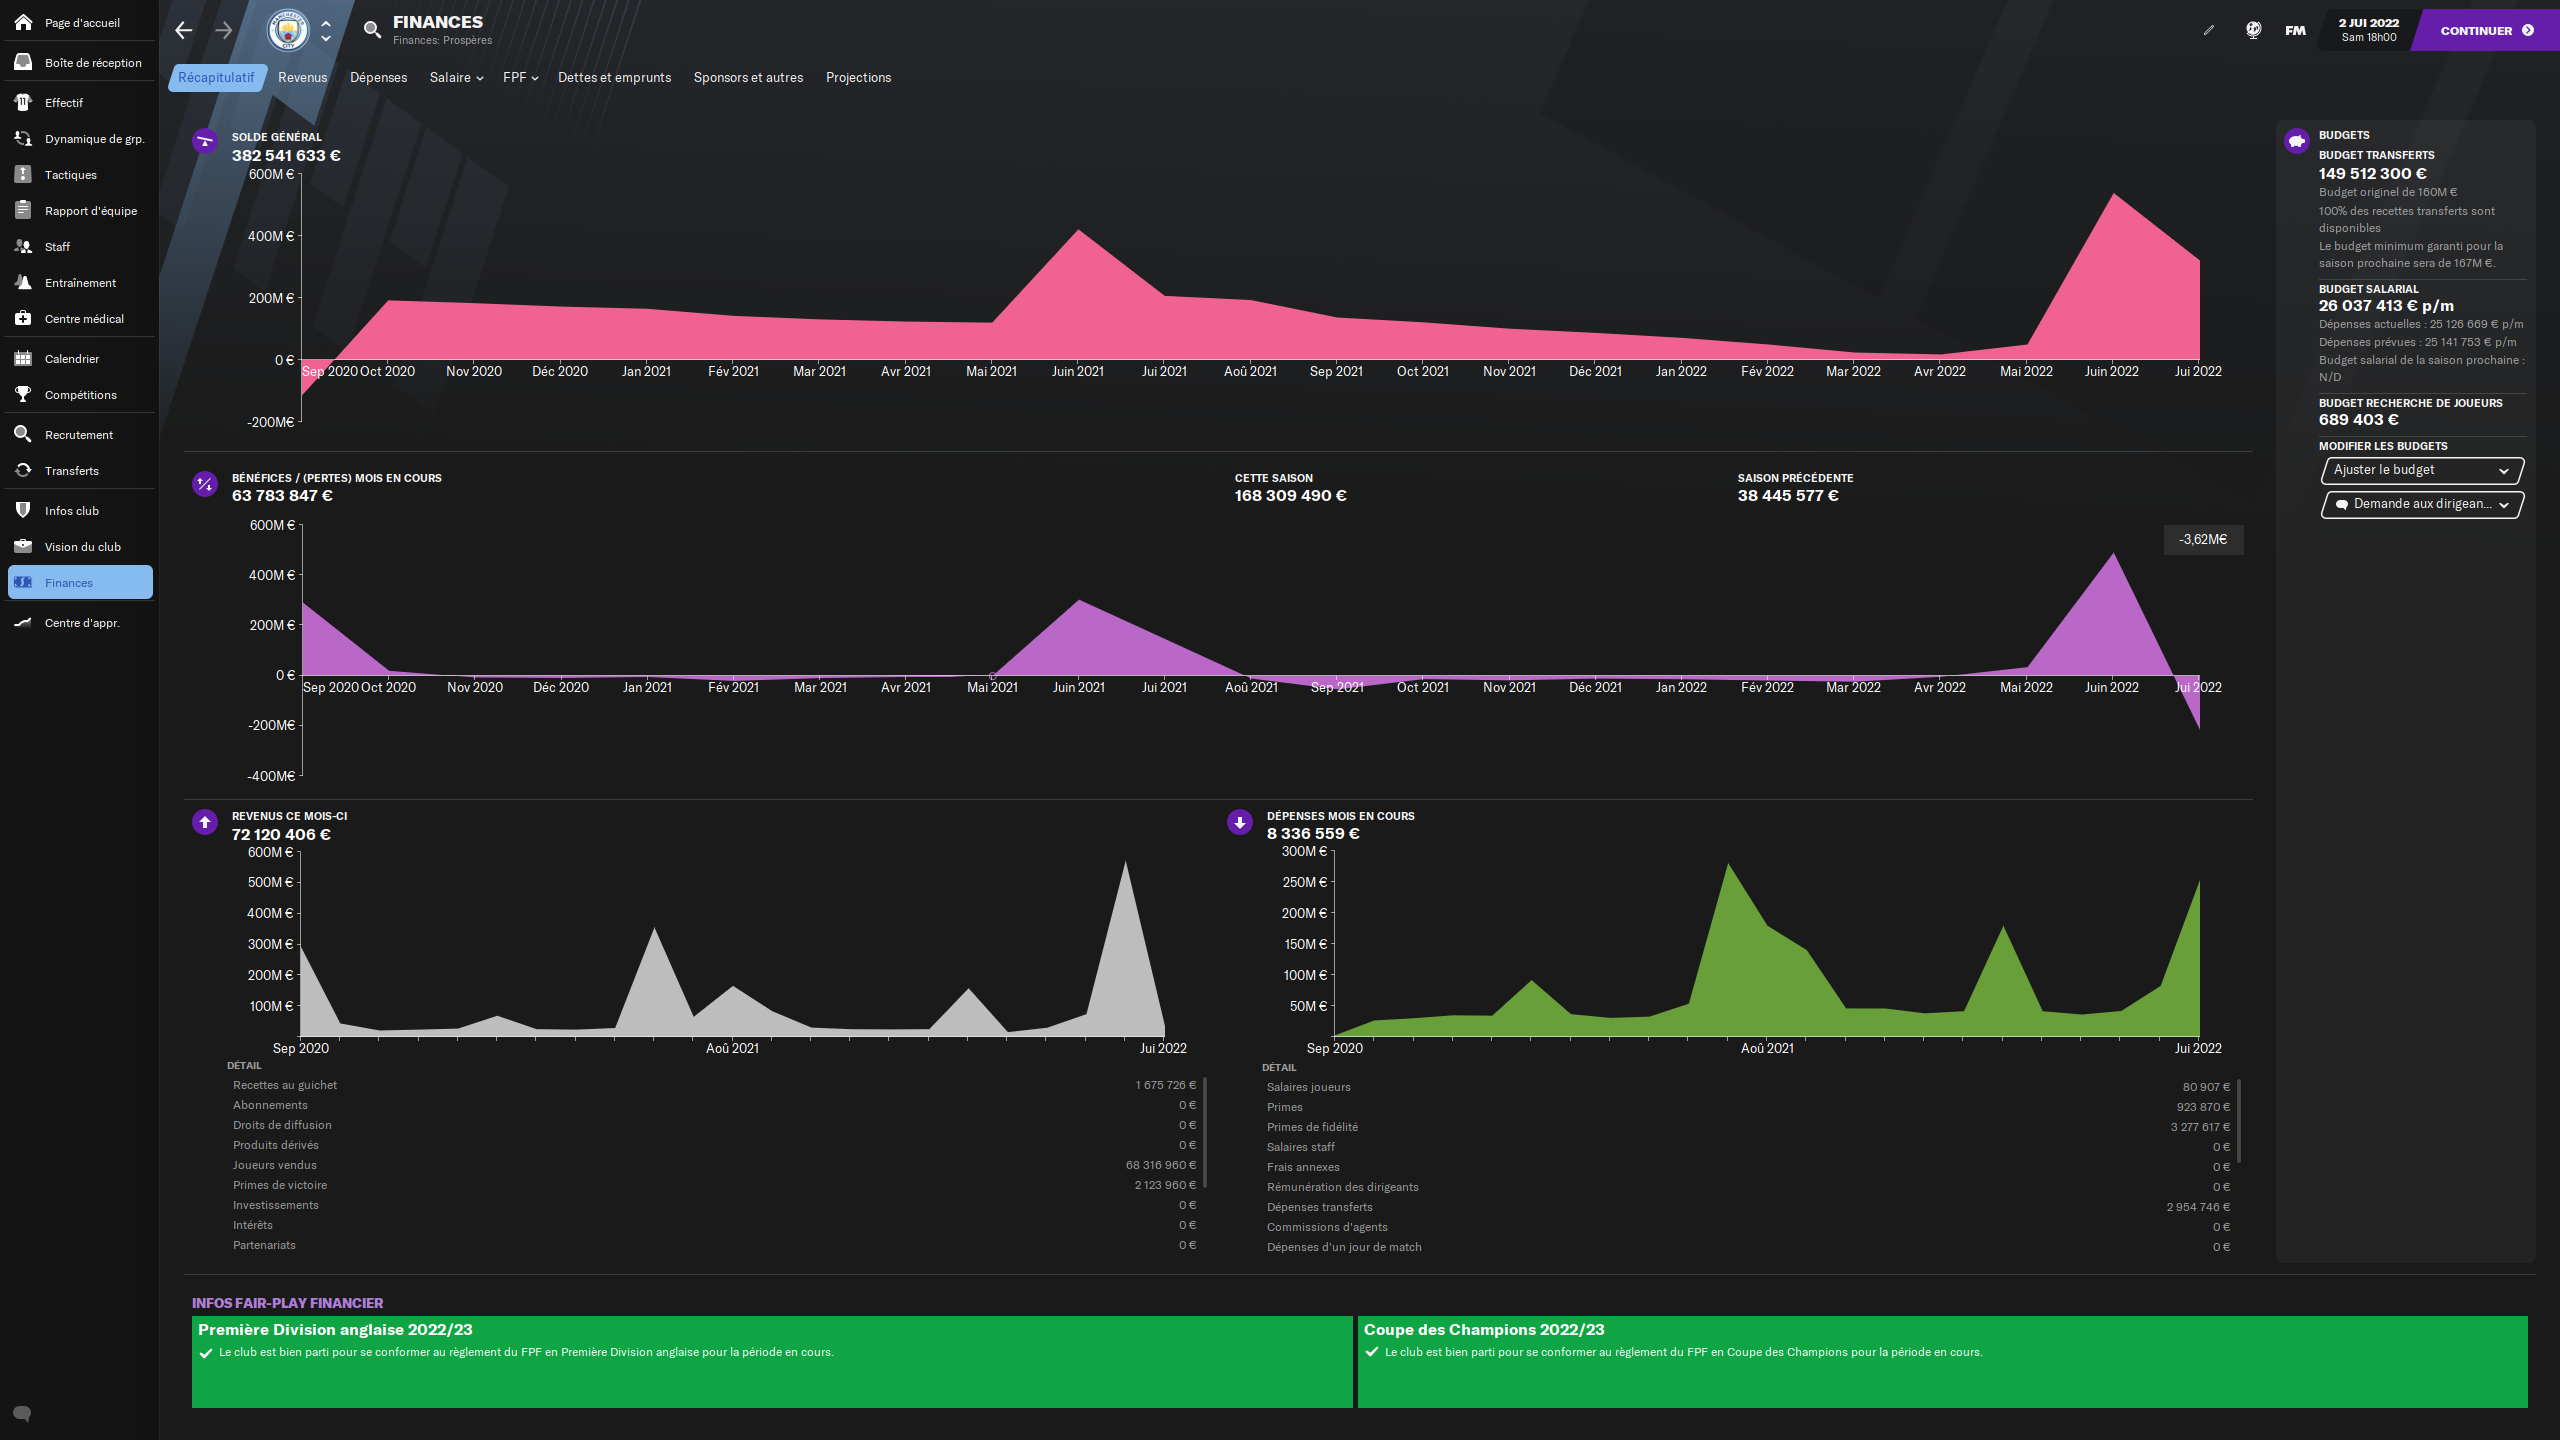 Page d'accueil
Boîte de réception
Effectif
Dynamique de grp.
Tactiques
Rapport d'équipe
Staff
Entraînement
Centre médical
Calendrier
Compétitions
Recrutement
Transferts
Infos club
Vision du club
Finances
Centre d'appr.
FINANCES
Finances: Prospères
FM
2 JUI 2022
Sam 18h00
CONTINUER
Récapitulatif
Revenus
Dépenses
Salaire
FPF
Dettes et emprunts
Sponsors et autres
Projections
SOLDE GÉNÉRAL
382 541 633 €
600M €
400M €
200M €
0 €
-200M€
Sep 2020 Oct 2020 Nov 2020 Déc 2020 Jan 2021 Fév 2021 Mar 2021 Avr 2021 Mai 2021 Juin 2021 Jui 2021 Aoû 2021 Sep 2021 Oct 2021 Nov 2021 Déc 2021 Jan 2022 Fév 2022 Mar 2022 Avr 2022 Mai 2022 Juin 2022 Jui 2022
BÉNÉFICES / (PERTES) MOIS EN COURS
63 783 847 €
CETTE SAISON
168 309 490 €
SAISON PRÉCÉDENTE
38 445 577 €
-3,62M€
600M €
400M €
200M €
0 €
-200M€
-400M€
Sep 2020 Oct 2020 Nov 2020 Déc 2020 Jan 2021 Fév 2021 Mar 2021 Avr 2021 Mai 2021 Juin 2021 Jui 2021 Aoû 2021 Sep 2021 Oct 2021 Nov 2021 Déc 2021 Jan 2022 Fév 2022 Mar 2022 Avr 2022 Mai 2022 Juin 2022 Jui 2022
REVENUS CE MOIS-CI
72 120 406 €
600M €
500M €
400M €
300M €
200M €
100M €
Sep 2020 Aoû 2021 Jui 2022
DÉTAIL
Recettes au guichet 1 675 726 €
Abonnements 0 €
Droits de diffusion 0 €
Produits dérivés 0 €
Joueurs vendus 68 316 960 €
Primes de victoire 2 123 960 €
Investissements 0 €
Intérêts 0 €
Partenariats 0 €
DÉPENSES MOIS EN COURS
8 336 559 €
300M €
250M €
200M €
150M €
100M €
50M €
Sep 2020 Aoû 2021 Jui 2022
DÉTAIL
Salaires joueurs 80 907 €
Primes 923 870 €
Primes de fidélité 3 277 617 €
Salaires staff 0 €
Frais annexes 0 €
Rémunération des dirigeants 0 €
Dépenses transferts 2 954 746 €
Commissions d'agents 0 €
Dépenses d'un jour de match 0 €
BUDGETS
BUDGET TRANSFERTS
149 512 300 €
Budget originel de 160M €
100% des recettes transferts sont
disponibles
Le budget minimum garanti pour la
saison prochaine sera de 167M €.
BUDGET SALARIAL
26 037 413 € p/m
Dépenses actuelles : 25 126 669 € p/m
Dépenses prévues : 25 141 753 € p/m
Budget salarial de la saison prochaine :
N/D
BUDGET RECHERCHE DE JOUEURS
689 403 €
MODIFIER LES BUDGETS
Ajuster le budget
Demande aux dirigean...
INFOS FAIR-PLAY FINANCIER
Première Division anglaise 2022/23
Le club est bien parti pour se conformer au règlement du FPF en Première Division anglaise pour la période en cours.
Coupe des Champions 2022/23
Le club est bien parti pour se conformer au règlement du FPF en Coupe des Champions pour la période en cours.